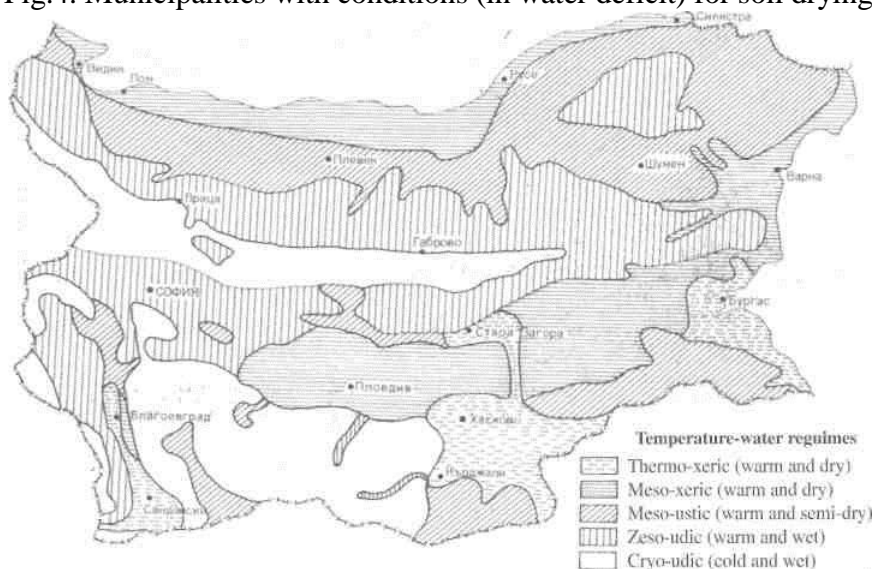 Fig.4. Municipalities with conditions (in water deficit) for soil drying
Силистра
Видин
Лом
Русе
Плевен
Шумен
Варна
Враца
Габрово
СОФИЯ
Бургас
Стара Загора
Пловдив
Благоевград
Хасково
Кърджали
Сандански
Temperature-water reguimes
Thermo-xeric (warm and dry)
Meso-xeric (warm and dry)
Meso-ustic (warm and semi-dry)
Zeso-udic (warm and wet)
Cryo-udic (cold and wet)